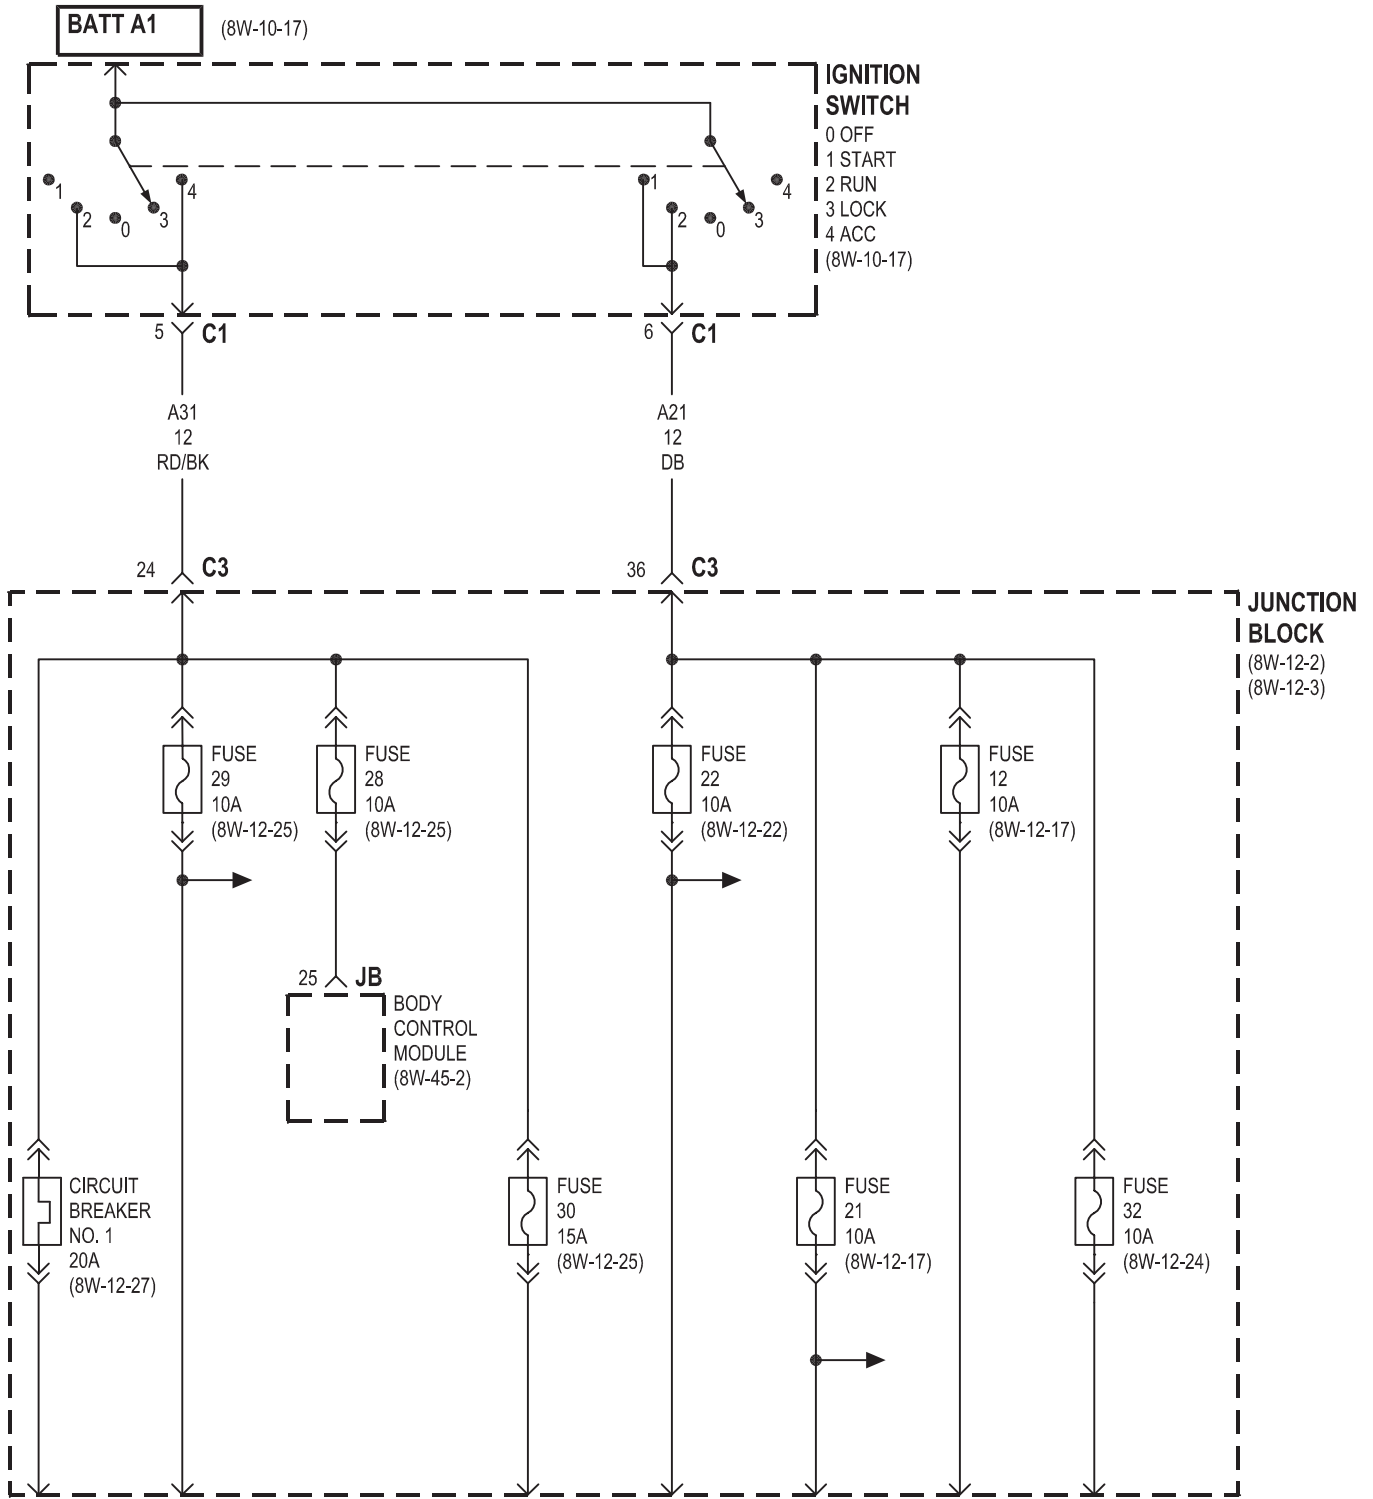 BATT A1
(8W-10-17)
IGNITION
SWITCH
0 OFF
1 START
2 RUN
3 LOCK
4 ACC
(8W-10-17)
1
2
0
3
4
1
2
0
3
4
5
C1
6
C1
A31
12
RD/BK
A21
12
DB
24
C3
36
C3
JUNCTION
BLOCK
(8W-12-2)
(8W-12-3)
FUSE
29
10A
(8W-12-25)
FUSE
28
10A
(8W-12-25)
FUSE
22
10A
(8W-12-22)
FUSE
12
10A
(8W-12-17)
25
JB
BODY
CONTROL
MODULE
(8W-45-2)
CIRCUIT
BREAKER
NO. 1
20A
(8W-12-27)
FUSE
30
15A
(8W-12-25)
FUSE
21
10A
(8W-12-17)
FUSE
32
10A
(8W-12-24)